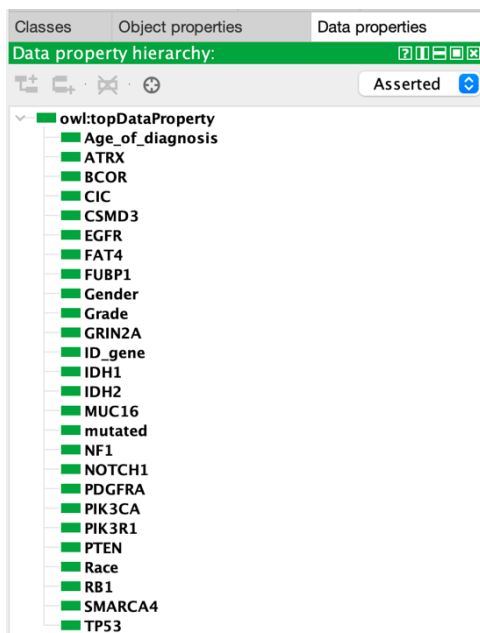 Classes Object properties Data properties
Data property hierarchy:
Asserted
owl:topDataProperty
Age_of_diagnosis
ATRX
BCOR
CIC
CSMD3
EGFR
FAT4
FUBP1
Gender
Grade
GRIN2A
ID_gene
IDH1
IDH2
MUC16
mutated
NF1
NOTCH1
PDGFRA
PIK3CA
PIK3R1
PTEN
Race
RB1
SMARCA4
TP53